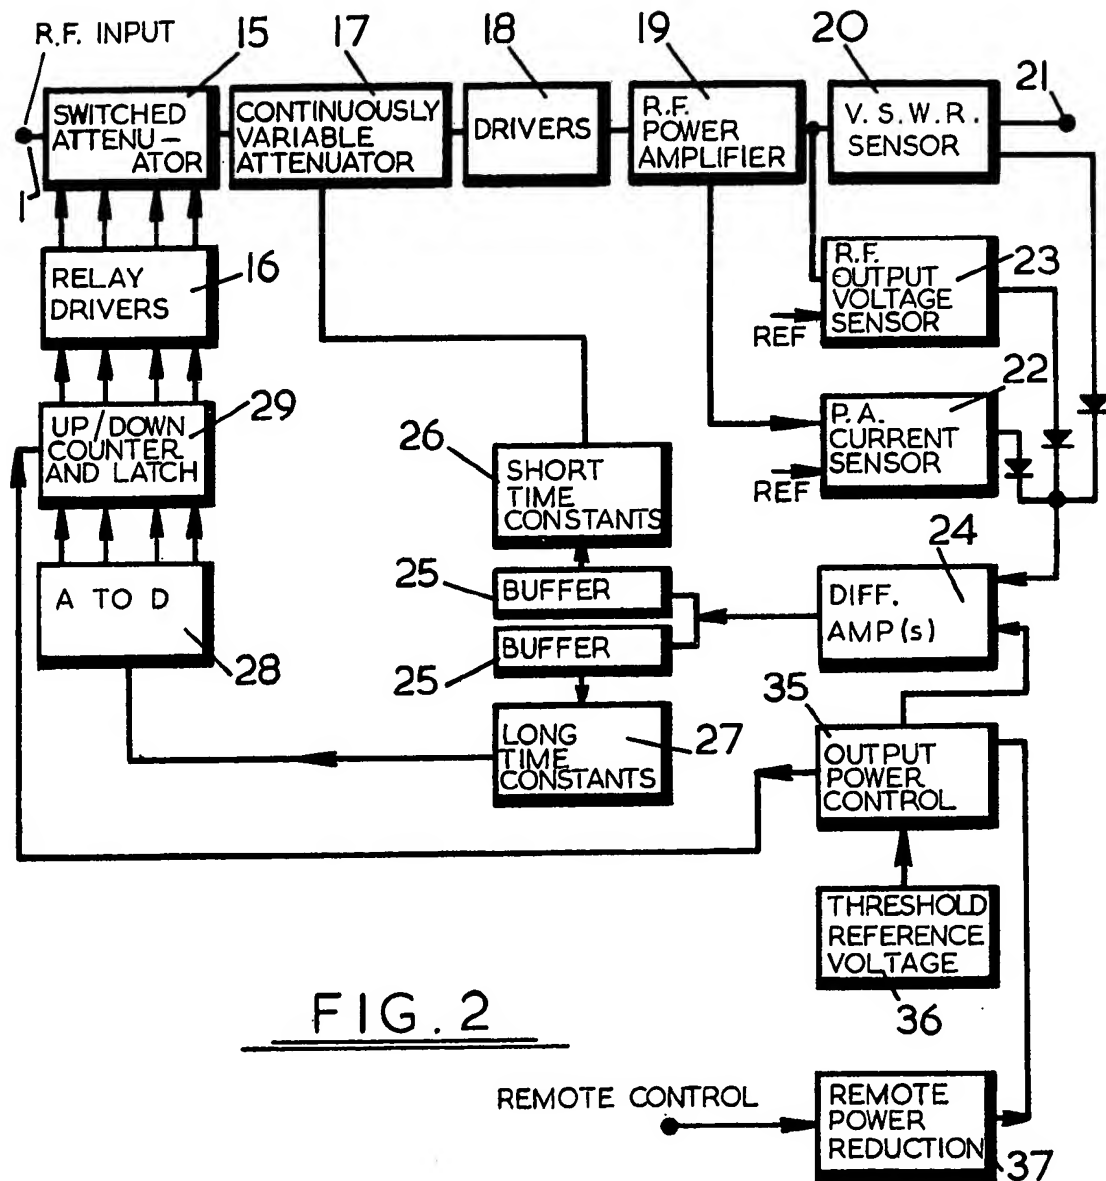 R.F. INPUT
15
17
18
19
20
21
SWITCHED
ATTENU-
ATOR
CONTINUOUSLY
VARIABLE
ATTENUATOR
DRIVERS
R.F.
POWER
AMPLIFIER
V.S.W.R.
SENSOR
1
RELAY
DRIVERS
16
R.F.
OUTPUT
VOLTAGE
SENSOR
23
REF
UP/DOWN
COUNTER
AND LATCH
29
26
SHORT
TIME
CONSTANTS
P.A.
CURRENT
SENSOR
22
REF
A TO D
28
25
BUFFER
BUFFER
25
DIFF.
AMP(s)
24
LONG
TIME
CONSTANTS
27
35
OUTPUT
POWER
CONTROL
THRESHOLD
REFERENCE
VOLTAGE
36
FIG. 2
REMOTE CONTROL
REMOTE
POWER
REDUCTION
37